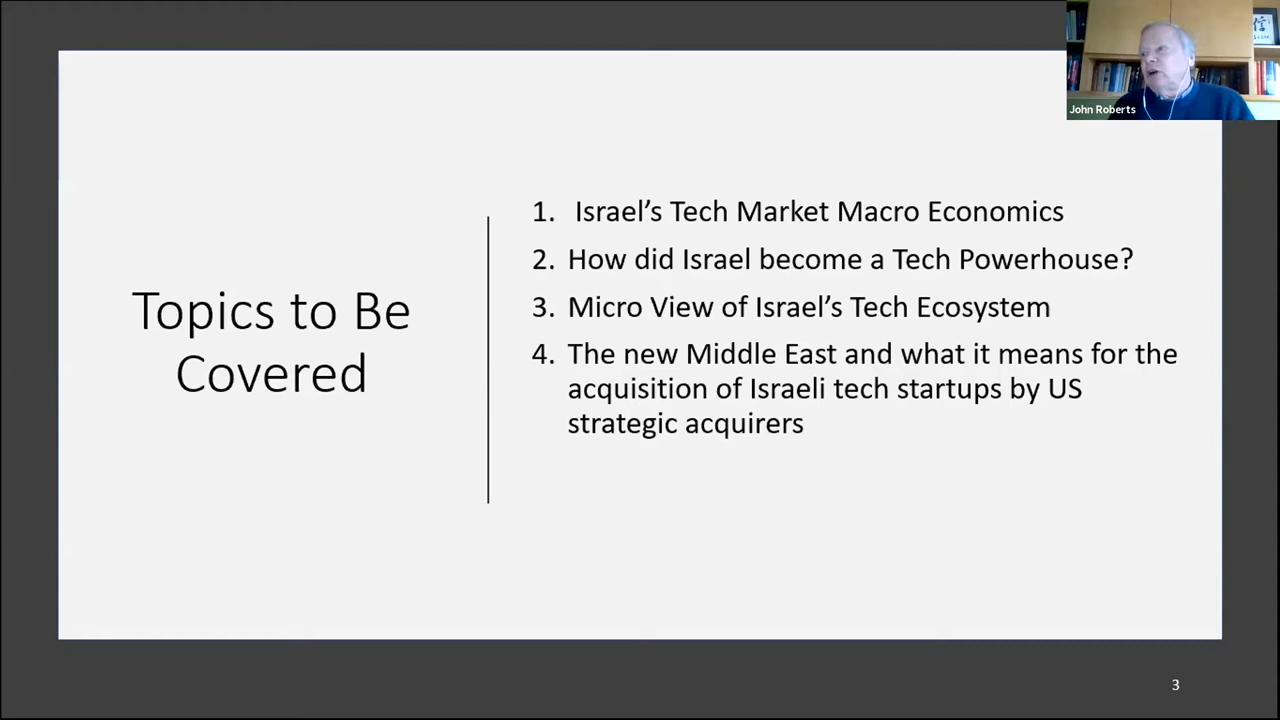 信
John Roberts
Topics to Be
Covered
1. Israel’s Tech Market Macro Economics
2. How did Israel become a Tech Powerhouse?
3. Micro View of Israel’s Tech Ecosystem
4. The new Middle East and what it means for the
acquisition of Israeli tech startups by US
strategic acquirers
3